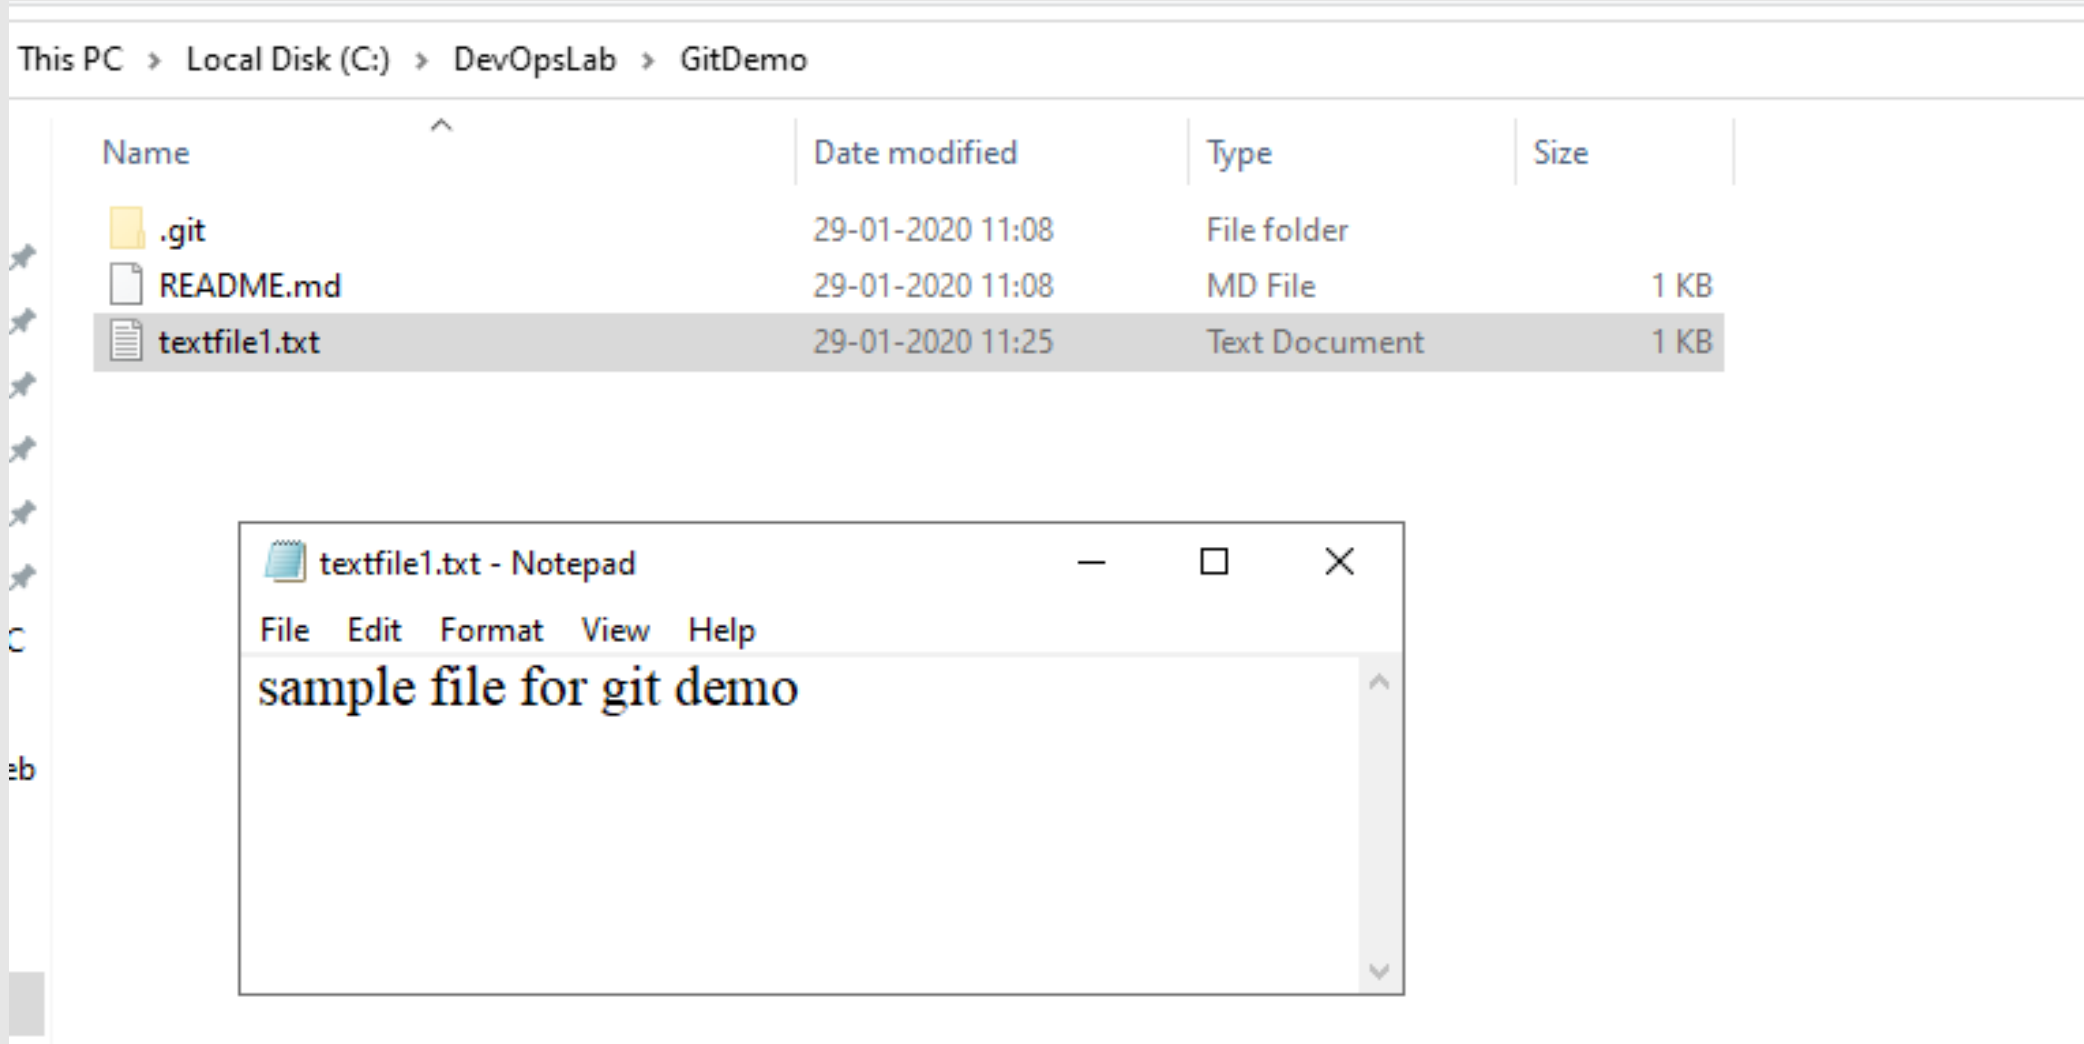 This PC > Local Disk (C:) > DevOpsLab > GitDemo
Name Date modified Type Size
.git 29-01-2020 11:08 File folder
README.md 29-01-2020 11:08 MD File 1 KB
textfile1.txt 29-01-2020 11:25 Text Document 1 KB
textfile1.txt - Notepad
File Edit Format View Help
sample file for git demo
C
eb